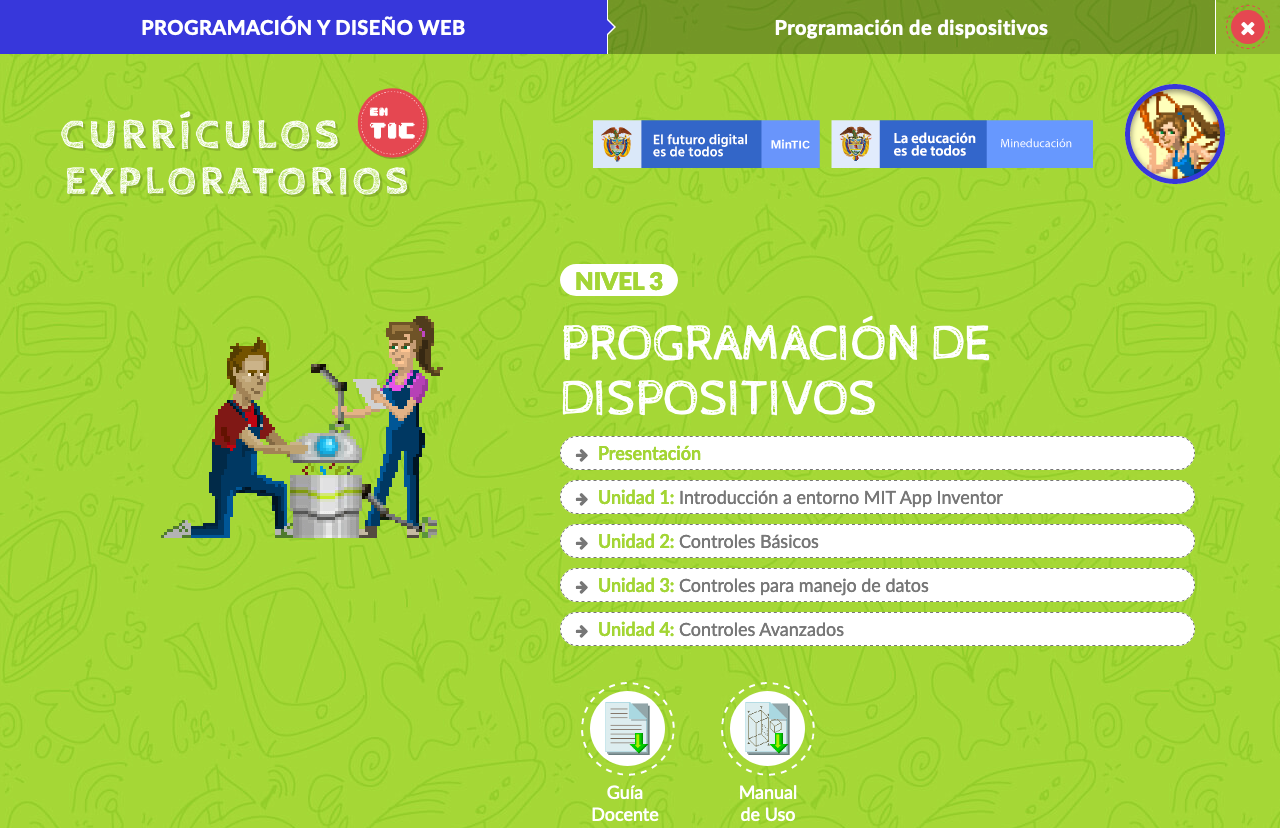 PROGRAMACIÓN Y DISEÑO WEB
Programación de dispositivos
CURRÍCULOS
EN
TIC
EXPLORATORIOS
El futuro digital
es de todos
MinTIC
La educación
es de todos
Mineducación
NIVEL 3
PROGRAMACIÓN DE
DISPOSITIVOS
Presentación
Unidad 1: Introducción a entorno MIT App Inventor
Unidad 2: Controles Básicos
Unidad 3: Controles para manejo de datos
Unidad 4: Controles Avanzados
Guía
Docente
Manual
de Uso